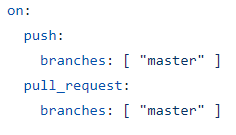 on:
  push:
    branches: [ "master" ]
  pull_request:
    branches: [ "master" ]